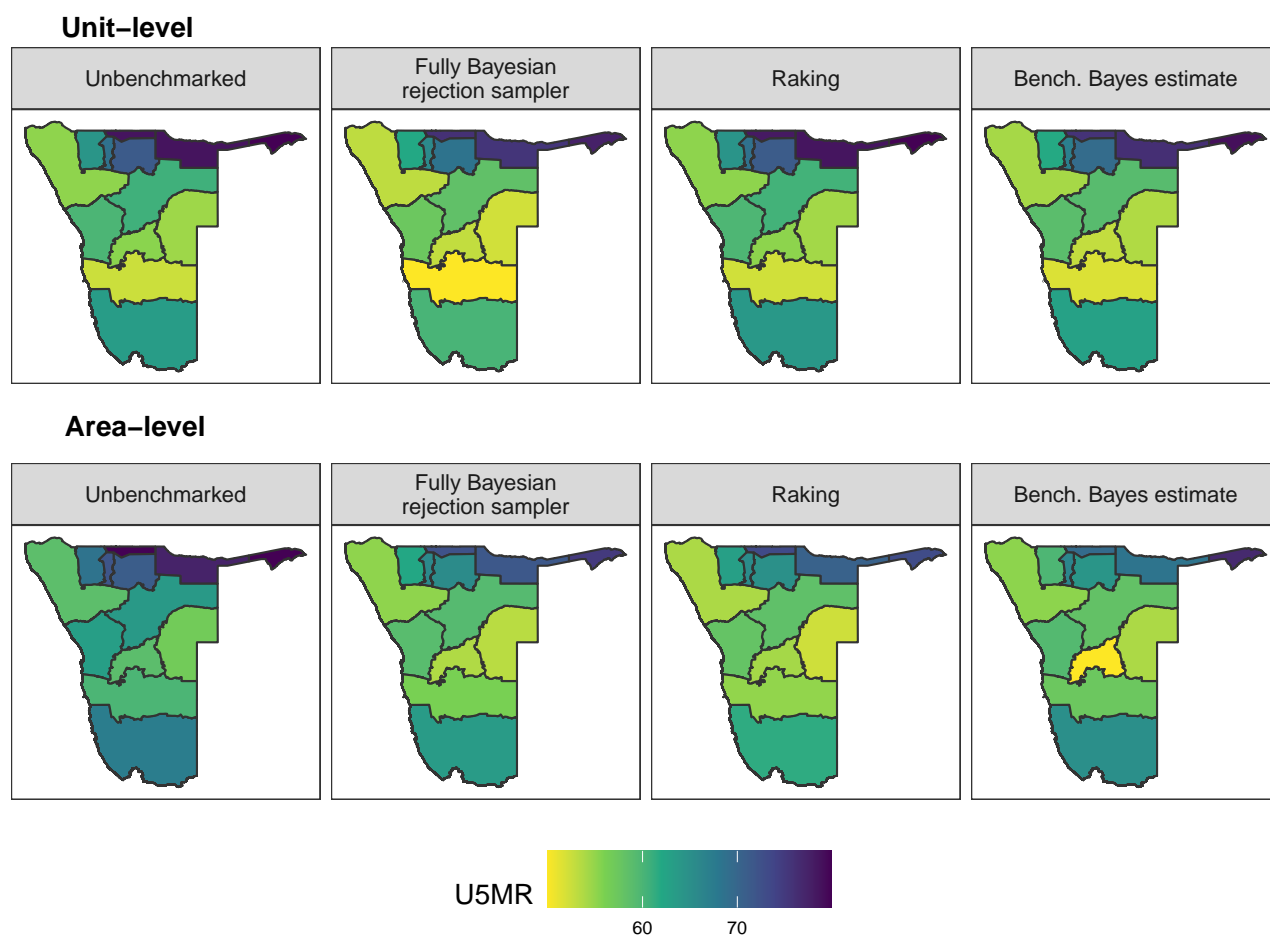 Unit−level
Unbenchmarked
Fully Bayesian
rejection sampler
Raking
Bench. Bayes estimate
Area−level
Unbenchmarked
Fully Bayesian
rejection sampler
Raking
Bench. Bayes estimate
U5MR
60 70